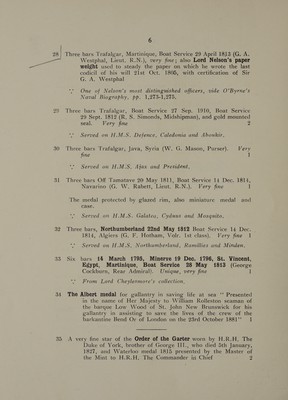 6
28 Three bars Trafalgar, Martinique, Boat Service 29 April 1813 (G. A.
Westphal, Lieut. R.N.), very fine; also Lord Nelson's paper
weight used to steady the paper on which he wrote the last
codicil of his will 21st Oct. 1805, with certification of Sir
G. A. Westphal
*** One of Nelson's most distinguished officers, vide O'Byrne's
Naval Biography, pp. 1,273-1,275.
29 Three bars Trafalgar, Boat Service 27 Sep. 1810, Boat Service
29 Sept. 1812 (R. S. Simonds, Midshipman), and gold mounted
seal. Very fine 2
*** Served on H.M.S. Defence, Caledonia and Aboukir.
30 Three bars Trafalgar, Java, Syria (W. G. Mason, Purser). Very
fine 1
*** Served on H.M.S. Ajax and President.
31 Three bars Off Tamatave 20 May 1811, Boat Service 14 Dec. 1814,
Navarino (G. W. Rabett, Lieut. R.N.). Very fine 1
The medal protected by glazed rim, also miniature medal and
case.
*** Served on H.M.S. Galatea, Cydnus and Mosquito.
32 Three bars, Northumberland 22nd May 1812 Boat Service 14 Dec.
1814, Algiers (G. F. Hotham, Volr. 1st class). Very fine 1
*** Served on H.M.S. Northumberland, Ramillies and Minden.
33 Six bars 14 March 1795, Minerve 19 Dec. 1796, St. Vincent,
Egypt, Martinique, Boat Service 28 May 1813 (George
Cockburn, Rear Admiral). Unique, very fine 1
*** From Lord Cheylesmore's collection.
34 The Albert medal for gallantry in saving life at sea "Presented
in the name of Her Majesty to William Rollestin seaman of
the barque Low Wood of St. John New Brunswick for his
gallantry in assisting to save the lives of the crew of the
barkantine Bend Or of London on the 23rd October 1881" 1
35 A very fine star of the Order of the Garter worn by H.R.H. The
Duke of York, brother of George III., who died 5th January,
1827, and Waterloo medal 1815 presented by the Master of
the Mint to H.R.H. The Commander in Chief 2